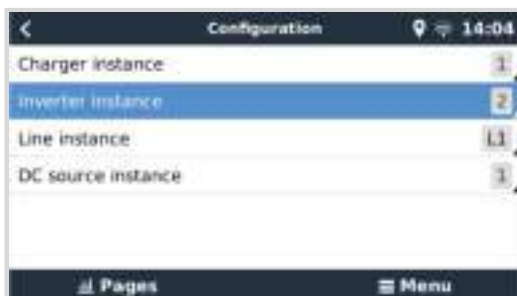 Configuration 14:04
Charger instance 1
Inverter instance 2
Line instance L1
DC source instance 1
Pages Menu